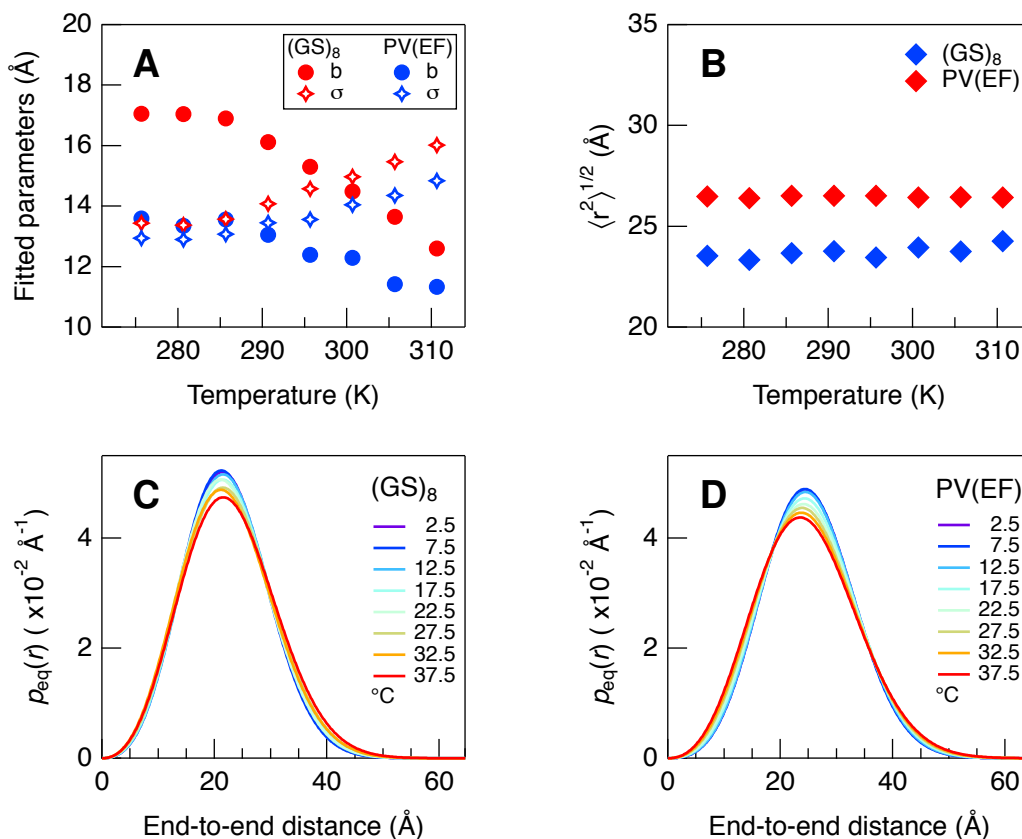 A
(GS)8 PV(EF)
b b
σ σ
Fitted parameters (Å)
20
18
16
14
12
10
280 290 300 310
Temperature (K)
B
(GS)8
PV(EF)
⟨r²⟩^1/2 (Å)
35
30
25
20
280 290 300 310
Temperature (K)
C
(GS)8
2.5
7.5
12.5
17.5
22.5
27.5
32.5
37.5
°C
peq(r) ( x10⁻² Å⁻¹)
4
2
0
0 20 40 60
End-to-end distance (Å)
D
PV(EF)
2.5
7.5
12.5
17.5
22.5
27.5
32.5
37.5
°C
peq(r) ( x10⁻² Å⁻¹)
4
2
0
0 20 40 60
End-to-end distance (Å)